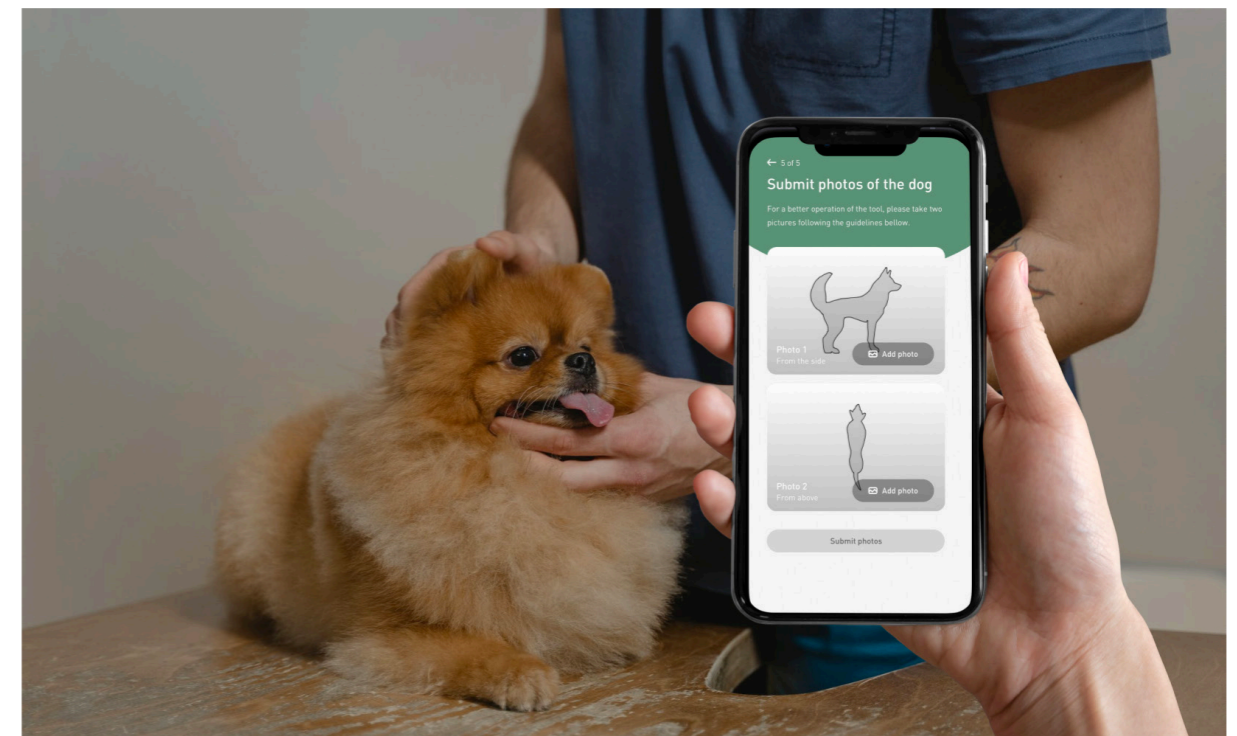 5 of 5
Submit photos of the dog
For a better operation of the tool, please take two
pictures following the guidelines bellow.
Photo 1
From the side
Add photo
Photo 2
From above
Add photo
Submit photos